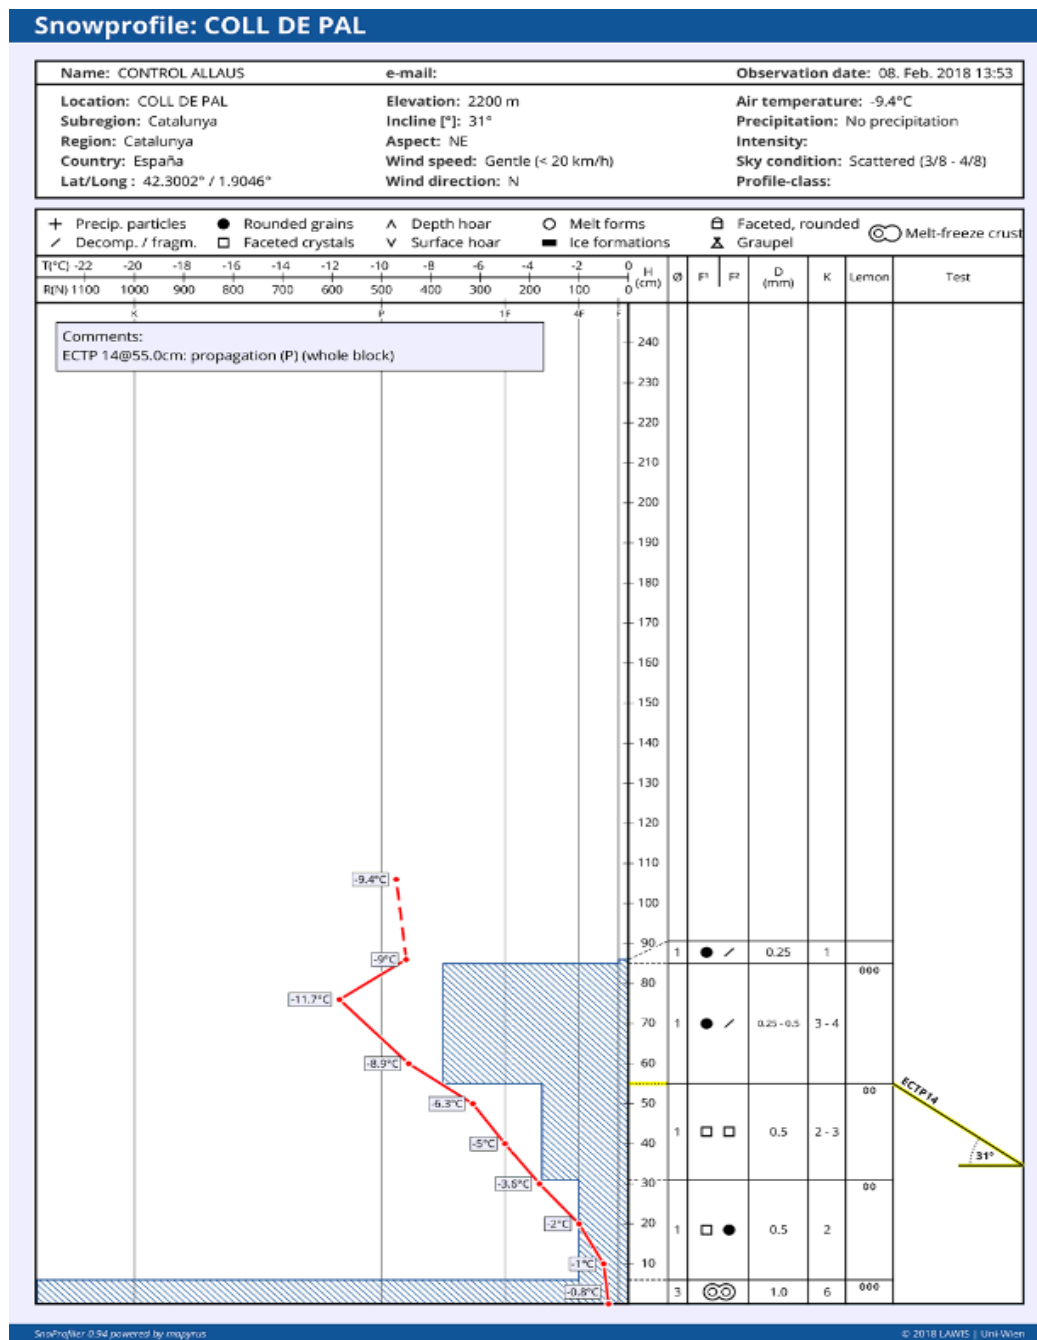 Snowprofile: COLL DE PAL
Name: CONTROL ALLAUS e-mail: Observation date: 08. Feb. 2018 13:53
Location: COLL DE PAL Elevation: 2200 m Air temperature: -9.4°C
Subregion: Catalunya Incline [°]: 31° Precipitation: No precipitation
Region: Catalunya Aspect: NE Intensity:
Country: España Wind speed: Gentle (< 20 km/h) Sky condition: Scattered (3/8 - 4/8)
Lat/Long : 42.3002° / 1.9046° Wind direction: N Profile-class:
Precip. particles Rounded grains Depth hoar Melt forms Faceted, rounded Melt-freeze crust
Decomp. / fragm. Faceted crystals Surface hoar Ice formations Graupel
T(°C) -22 -20 -18 -16 -14 -12 -10 -8 -6 -4 -2 0 H (cm) Ø F¹ F² D (mm) K Lemon Test
R(N) 1100 1000 900 800 700 600 500 400 300 200 100 0
K P 1F 4F F
Comments:
ECTP 14@55.0cm: propagation (P) (whole block)
240
230
220
210
200
190
180
170
160
150
140
130
120
110
-9.4°C
100
90
1 0.25 1
-9°C
000
80
-11.7°C
70 1 0.25 - 0.5 3 - 4
60
-8.9°C
00 ECTP14
-6.3°C 50
-5°C 40 1 0.5 2 - 3
31°
-3.6°C 30
00
-2°C 20 1 0.5 2
-1°C 10
-0.8°C 3 1.0 6 000
SnoProfiler 0.94 powered by mapyrus © 2018 LAWIS | Uni-Wien